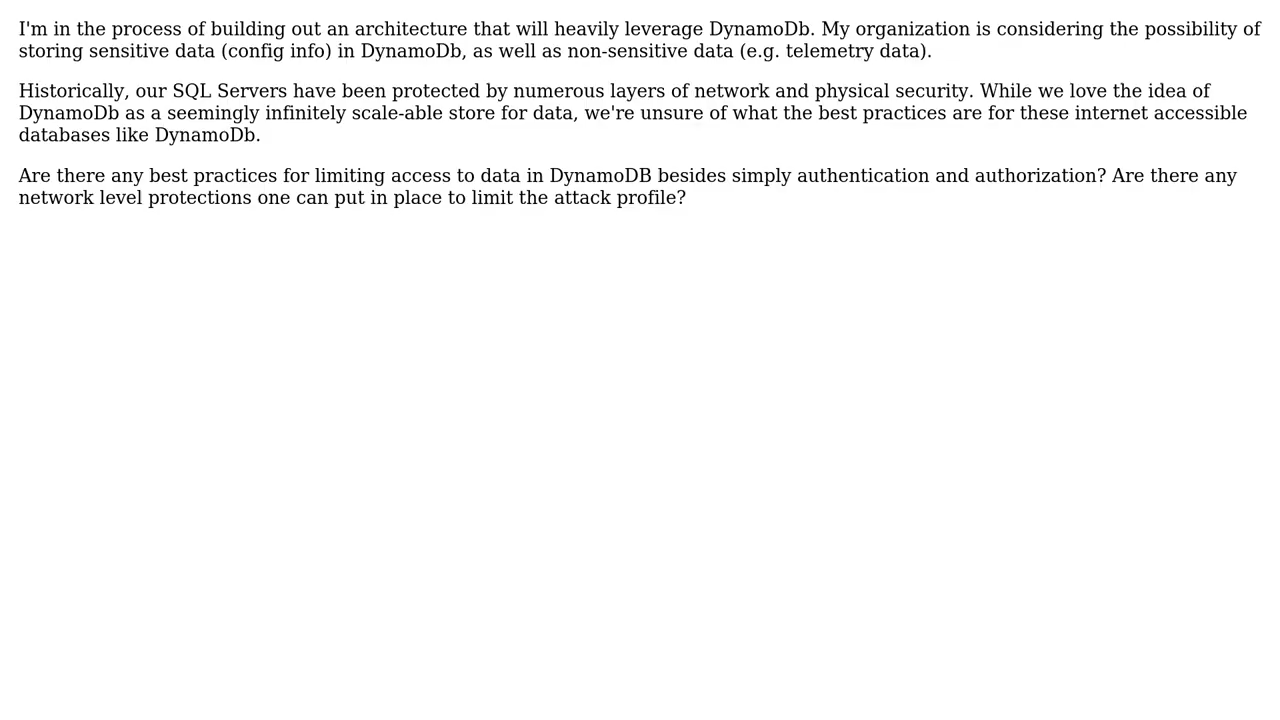 I'm in the process of building out an architecture that will heavily leverage DynamoDb. My organization is considering the possibility of
storing sensitive data (config info) in DynamoDb, as well as non-sensitive data (e.g. telemetry data).
Historically, our SQL Servers have been protected by numerous layers of network and physical security. While we love the idea of
DynamoDb as a seemingly infinitely scale-able store for data, we're unsure of what the best practices are for these internet accessible
databases like DynamoDb.
Are there any best practices for limiting access to data in DynamoDB besides simply authentication and authorization? Are there any
network level protections one can put in place to limit the attack profile?